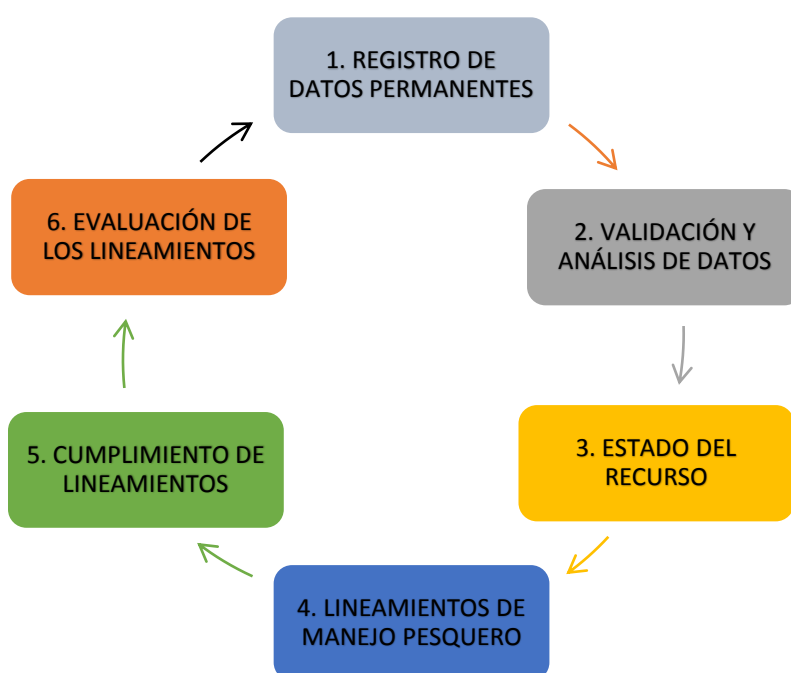 1. REGISTRO DE
DATOS PERMANENTES
2. VALIDACIÓN Y
ANÁLISIS DE DATOS
3. ESTADO DEL
RECURSO
4. LINEAMIENTOS DE
MANEJO PESQUERO
5. CUMPLIMIENTO DE
LINEAMIENTOS
6. EVALUACIÓN DE
LOS LINEAMIENTOS